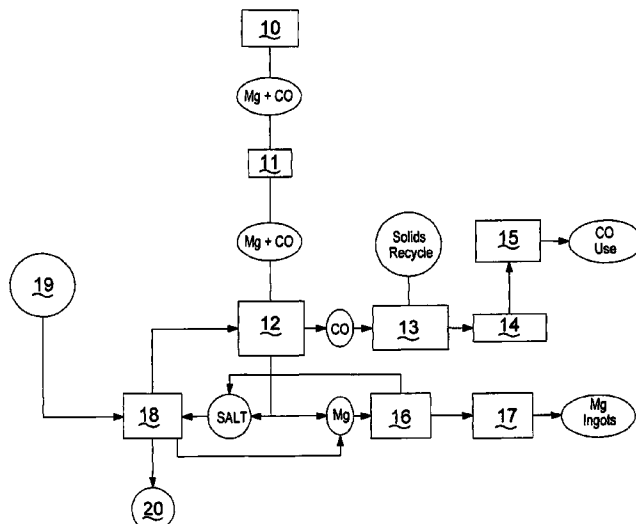 10
Mg + CO
11
Mg + CO
Solids
Recycle
15
CO
Use
19
12
CO
13
14
18
SALT
Mg
16
17
Mg
Ingots
20